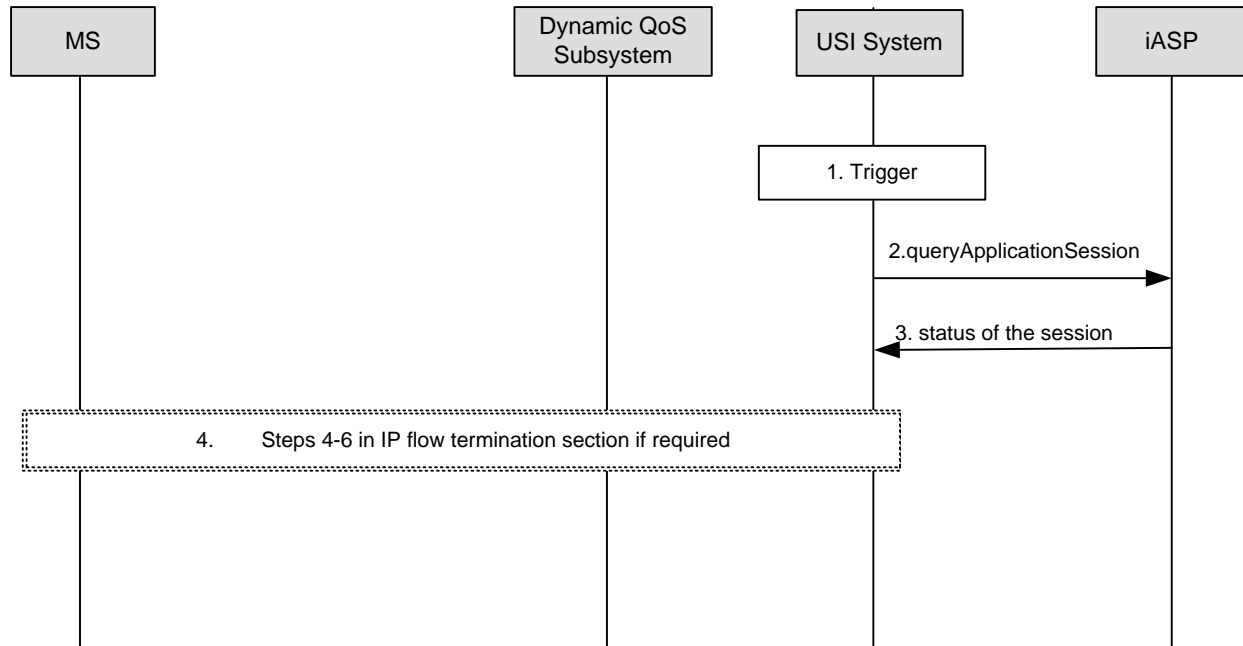 MS
Dynamic QoS
Subsystem
USI System
iASP
1. Trigger
2.queryApplicationSession
3. status of the session
4. Steps 4-6 in IP flow termination section if required